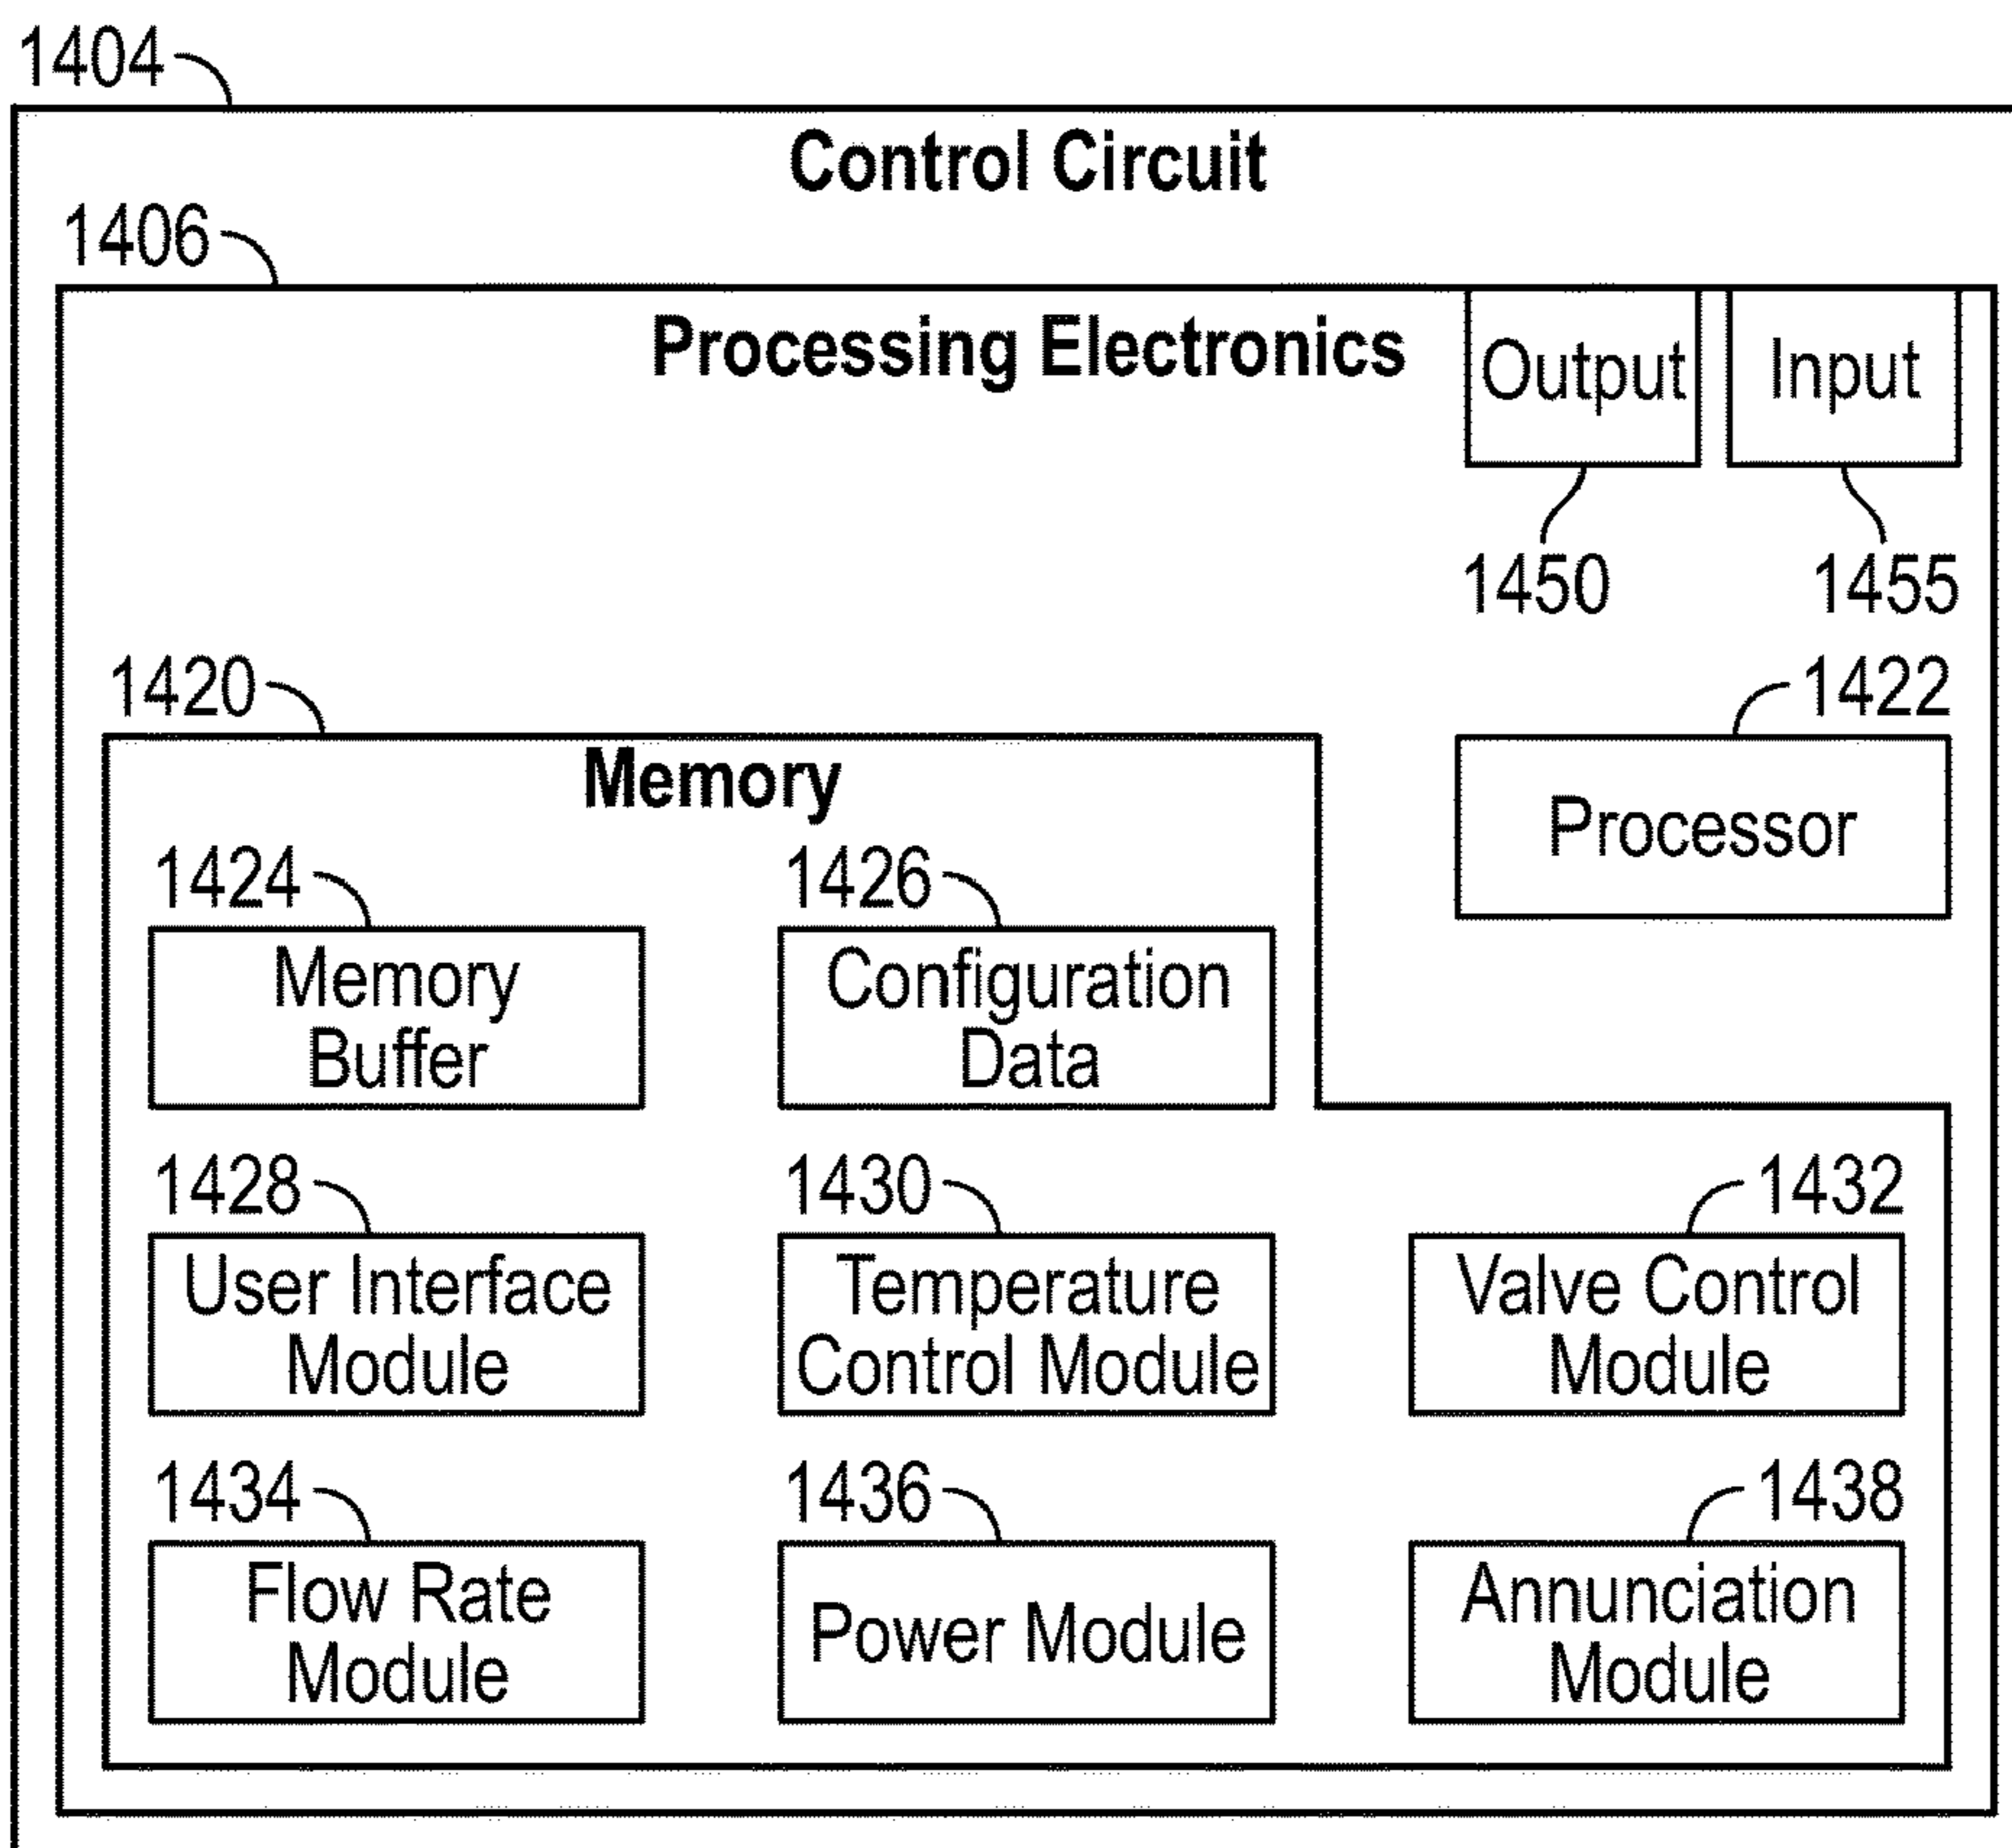 1404
Control Circuit
1406
Processing Electronics
Output
Input
1450
1455
1420
1422
Memory
Processor
1424
1426
Memory
Buffer
Configuration
Data
1428
1430
1432
User Interface
Module
Temperature
Control Module
Valve Control
Module
1434
1436
1438
Flow Rate
Module
Power Module
Annunciation
Module